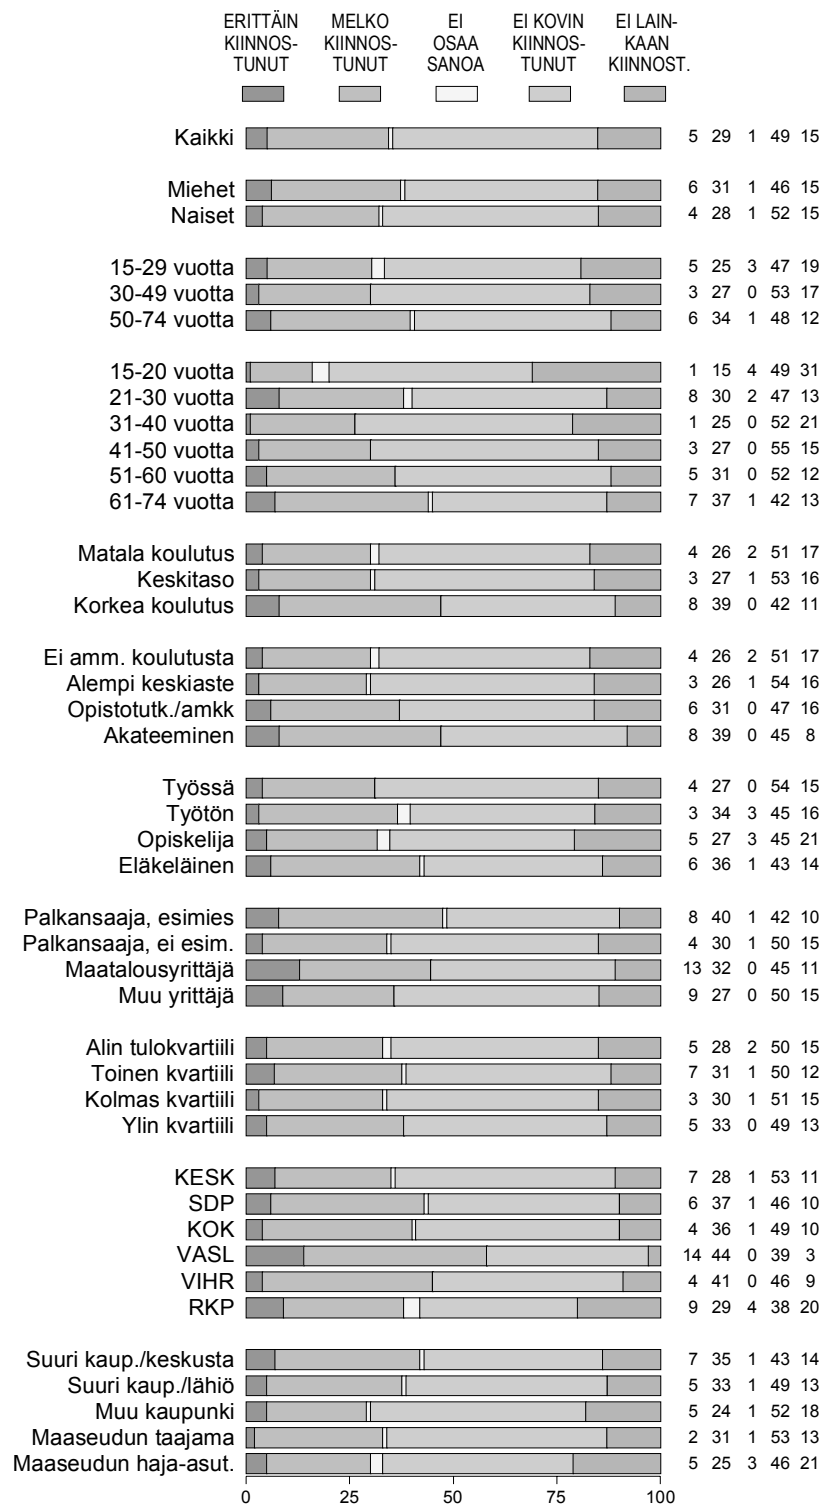 ERITTÄIN MELKO EI EI KOVIN EI LAIN-
KIINNOS- KIINNOS- OSAA KIINNOS- KAAN
TUNUT TUNUT SANOA TUNUT KIINNOST.
Kaikki 5 29 1 49 15
Miehet 6 31 1 46 15
Naiset 4 28 1 52 15
15-29 vuotta 5 25 3 47 19
30-49 vuotta 3 27 0 53 17
50-74 vuotta 6 34 1 48 12
15-20 vuotta 1 15 4 49 31
21-30 vuotta 8 30 2 47 13
31-40 vuotta 1 25 0 52 21
41-50 vuotta 3 27 0 55 15
51-60 vuotta 5 31 0 52 12
61-74 vuotta 7 37 1 42 13
Matala koulutus 4 26 2 51 17
Keskitaso 3 27 1 53 16
Korkea koulutus 8 39 0 42 11
Ei amm. koulutusta 4 26 2 51 17
Alempi keskiaste 3 26 1 54 16
Opistotutk./amkk 6 31 0 47 16
Akateeminen 8 39 0 45 8
Työssä 4 27 0 54 15
Työtön 3 34 3 45 16
Opiskelija 5 27 3 45 21
Eläkeläinen 6 36 1 43 14
Palkansaaja, esimies 8 40 1 42 10
Palkansaaja, ei esim. 4 30 1 50 15
Maatalousyrittäjä 13 32 0 45 11
Muu yrittäjä 9 27 0 50 15
Alin tulokvartiili 5 28 2 50 15
Toinen kvartiili 7 31 1 50 12
Kolmas kvartiili 3 30 1 51 15
Ylin kvartiili 5 33 0 49 13
KESK 7 28 1 53 11
SDP 6 37 1 46 10
KOK 4 36 1 49 10
VASL 14 44 0 39 3
VIHR 4 41 0 46 9
RKP 9 29 4 38 20
Suuri kaup./keskusta 7 35 1 43 14
Suuri kaup./lähiö 5 33 1 49 13
Muu kaupunki 5 24 1 52 18
Maaseudun taajama 2 31 1 53 13
Maaseudun haja-asut. 5 25 3 46 21
0 25 50 75 100